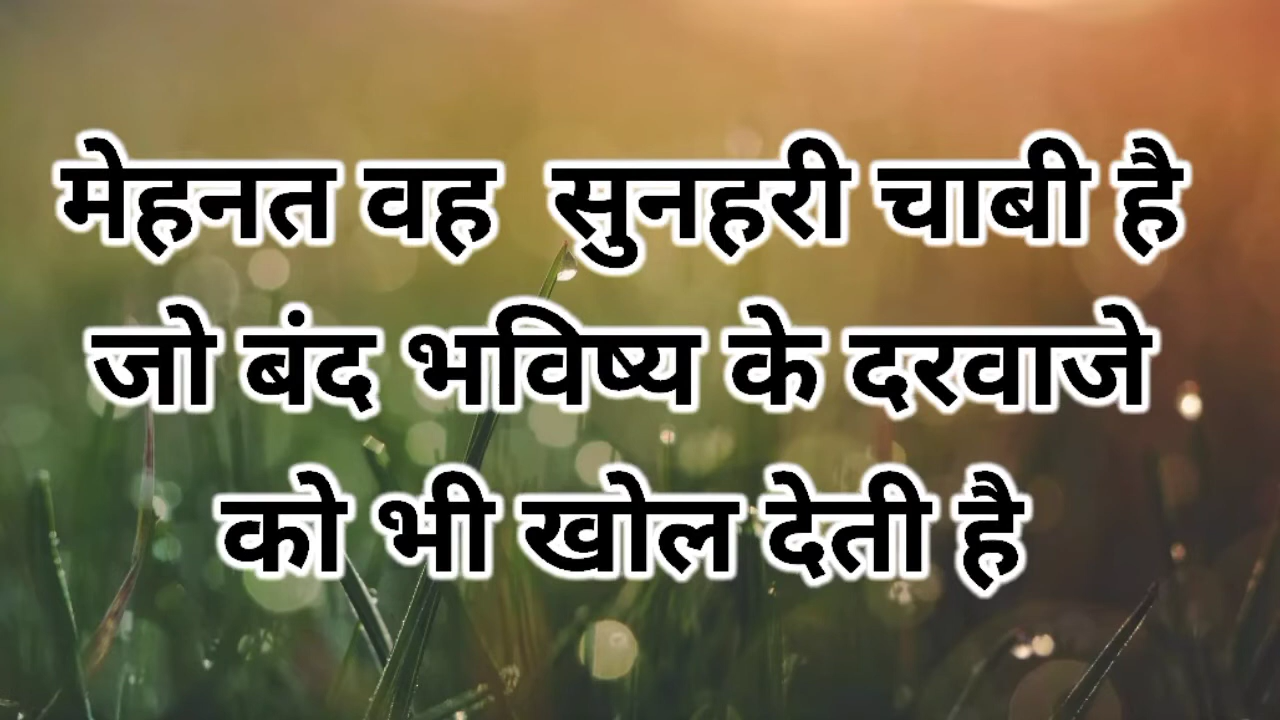 मेहनत वह सुनहरी चाबी है
जो बंद भविष्य के दरवाजे
को भी खोल देती है